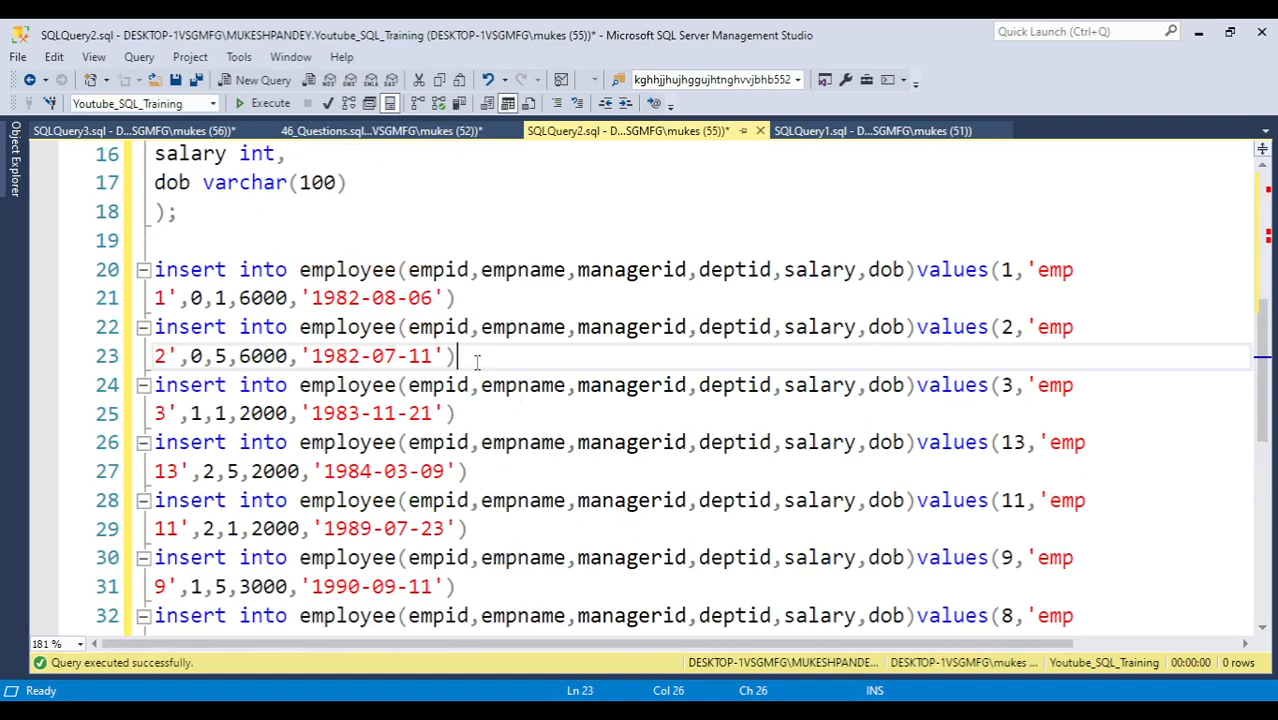 SQLQuery2.sql - DESKTOP-1VSGMFG\MUKESHPANDEY.Youtube_SQL_Training (DESKTOP-1VSGMFG\mukes (55))* - Microsoft SQL Server Management Studio
Quick Launch (Ctrl+Q)
File Edit View Query Project Tools Window Help
New Query
kghhjjhujhggujhtnghvvjbhb552
Youtube_SQL_Training
Execute
SQLQuery3.sql - D...SGMFG\mukes (56))*
46_Questions.sql...VSGMFG\mukes (52))*
SQLQuery2.sql - D...SGMFG\mukes (55))*
SQLQuery1.sql - D...SGMFG\mukes (51))
Object Explorer
16 salary int,
17 dob varchar(100)
18 );
19
20 insert into employee(empid,empname,managerid,deptid,salary,dob)values(1,'emp
21 1',0,1,6000,'1982-08-06')
22 insert into employee(empid,empname,managerid,deptid,salary,dob)values(2,'emp
23 2',0,5,6000,'1982-07-11')
24 insert into employee(empid,empname,managerid,deptid,salary,dob)values(3,'emp
25 3',1,1,2000,'1983-11-21')
26 insert into employee(empid,empname,managerid,deptid,salary,dob)values(13,'emp
27 13',2,5,2000,'1984-03-09')
28 insert into employee(empid,empname,managerid,deptid,salary,dob)values(11,'emp
29 11',2,1,2000,'1989-07-23')
30 insert into employee(empid,empname,managerid,deptid,salary,dob)values(9,'emp
31 9',1,5,3000,'1990-09-11')
32 insert into employee(empid,empname,managerid,deptid,salary,dob)values(8,'emp
181 %
Query executed successfully.
DESKTOP-1VSGMFG\MUKESHPANDE...
DESKTOP-1VSGMFG\mukes ...
Youtube_SQL_Training
00:00:00
0 rows
Ready
Ln 23
Col 26
Ch 26
INS